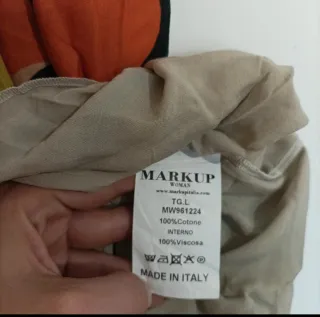 MARKUP
WOMAN
www.markupitalia.com
TG.L
MW961224
100%Cotone
INTERNO
100%Viscosa
MADE IN ITALY